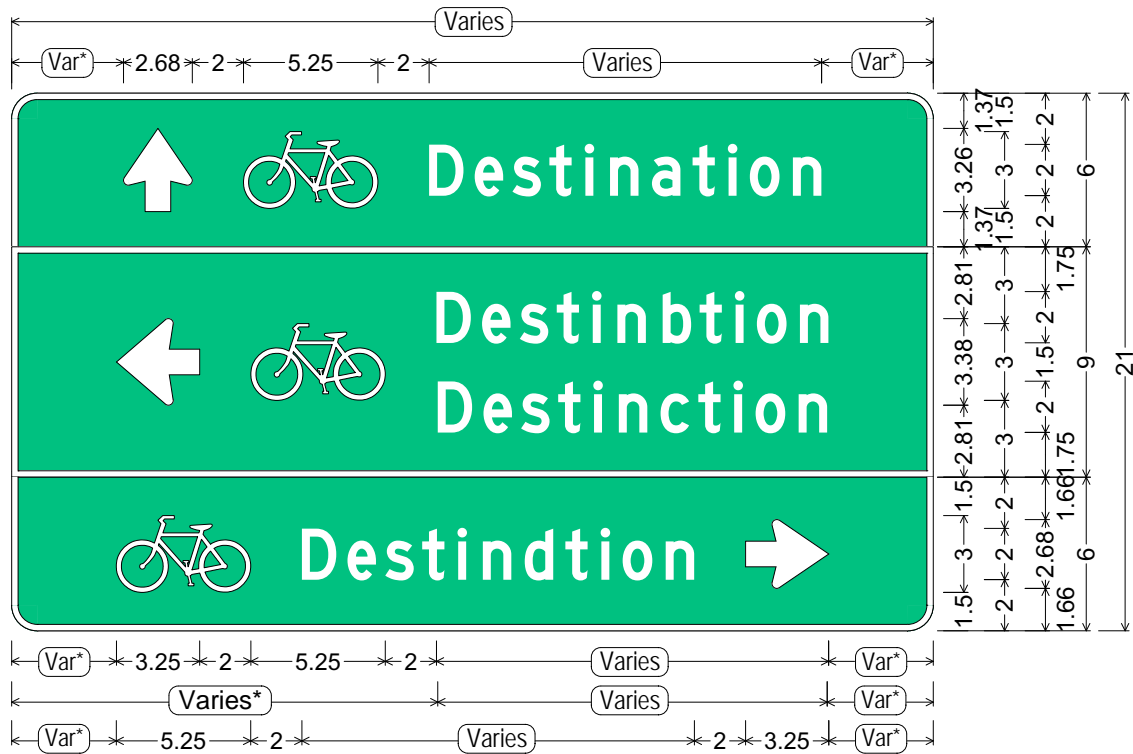 Varies
Var* 2.68 2 5.25 2 Varies Var*
Destination
Destinbtion
Destinction
Destindtion
1.37 3.26 1.37 2.81 3.38 2.81 1.5 3 1.5
1.5 3 1.5 3 3 3 2 2 2
2 2 2 1.75 2 1.5 2 1.75 1.66 2.68 1.66
6 9 6
21
Var* 3.25 2 5.25 2 Varies Var*
Varies* Varies Var*
Var* 5.25 2 Varies 2 3.25 Var*